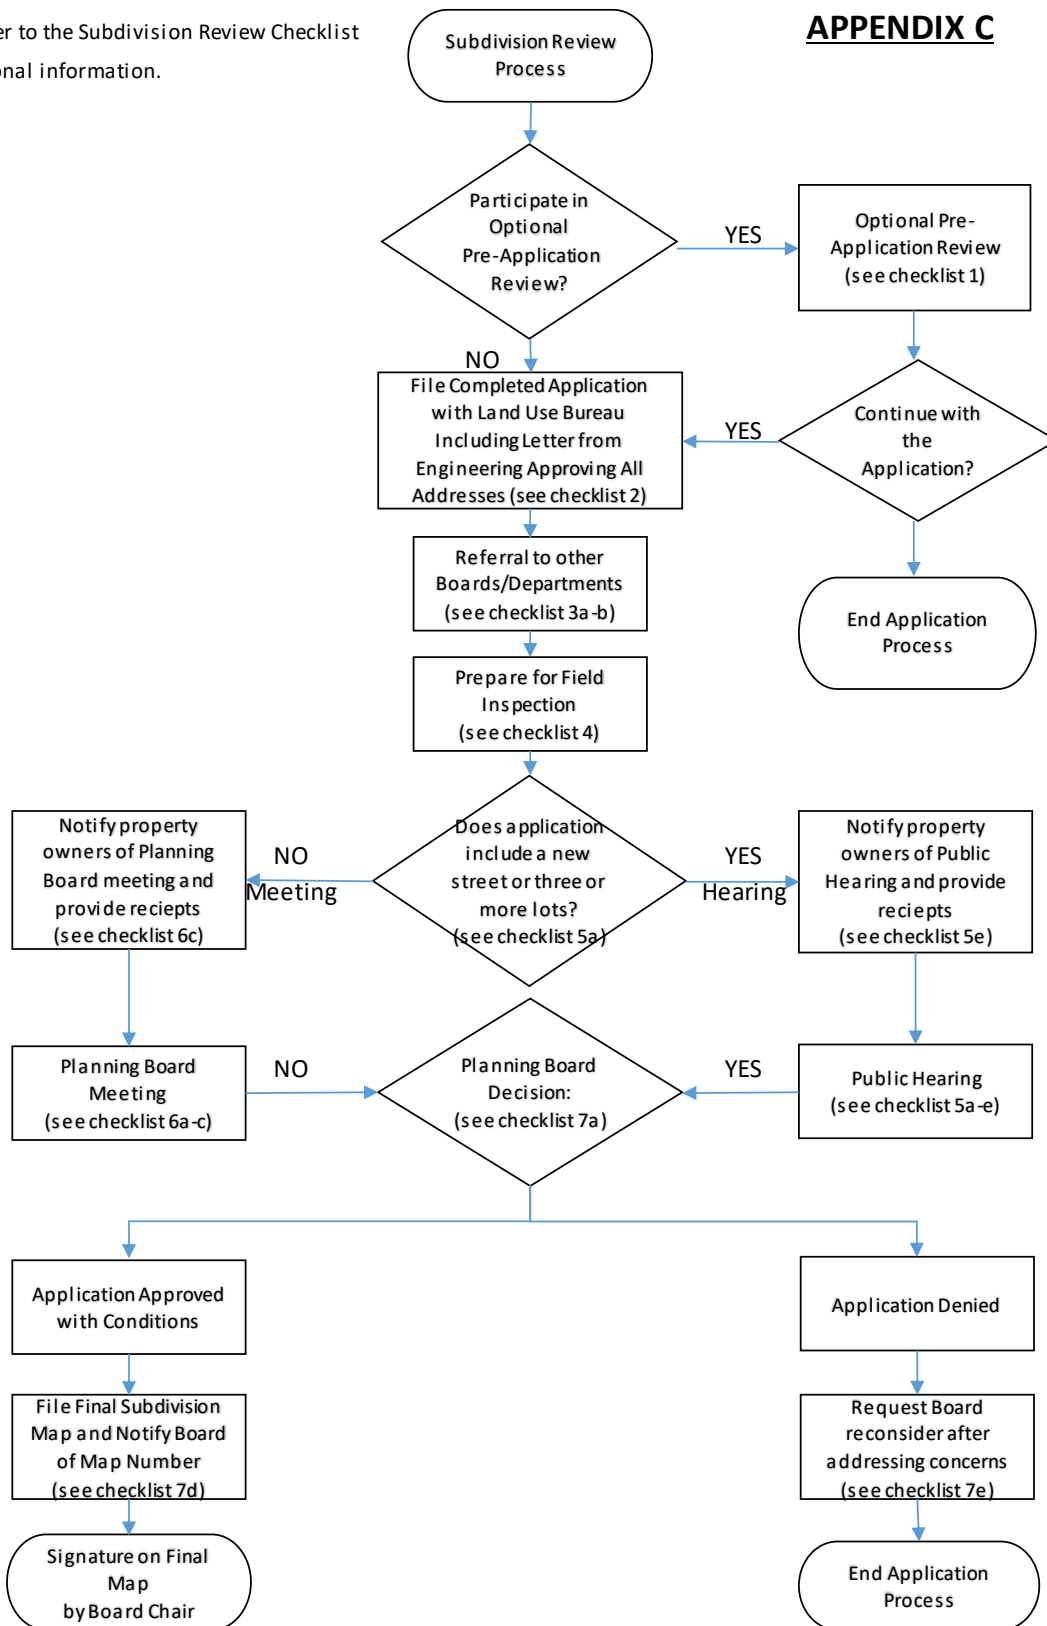 er to the Subdivision Review Checklist
onal information.
APPENDIX C
Subdivision Review
Process
Participate in
Optional
Pre-Application
Review?
YES
Optional Pre-
Application Review
(see checklist 1)
NO
File Completed Application
with Land Use Bureau
Including Letter from
Engineering Approving All
Addresses (see checklist 2)
YES
Continue with
the
Application?
Referral to other
Boards/Departments
(see checklist 3a-b)
End Application
Process
Prepare for Field
Inspection
(see checklist 4)
Notify property
owners of Planning
Board meeting and
provide reciepts
(see checklist 6c)
NO
Meeting
Does application
include a new
street or three or
more lots?
(see checklist 5a)
YES
Hearing
Notify property
owners of Public
Hearing and provide
reciepts
(see checklist 5e)
Planning Board
Meeting
(see checklist 6a-c)
NO
Planning Board
Decision:
(see checklist 7a)
YES
Public Hearing
(see checklist 5a-e)
Application Approved
with Conditions
Application Denied
File Final Subdivision
Map and Notify Board
of Map Number
(see checklist 7d)
Request Board
reconsider after
addressing concerns
(see checklist 7e)
Signature on Final
Map
by Board Chair
End Application
Process